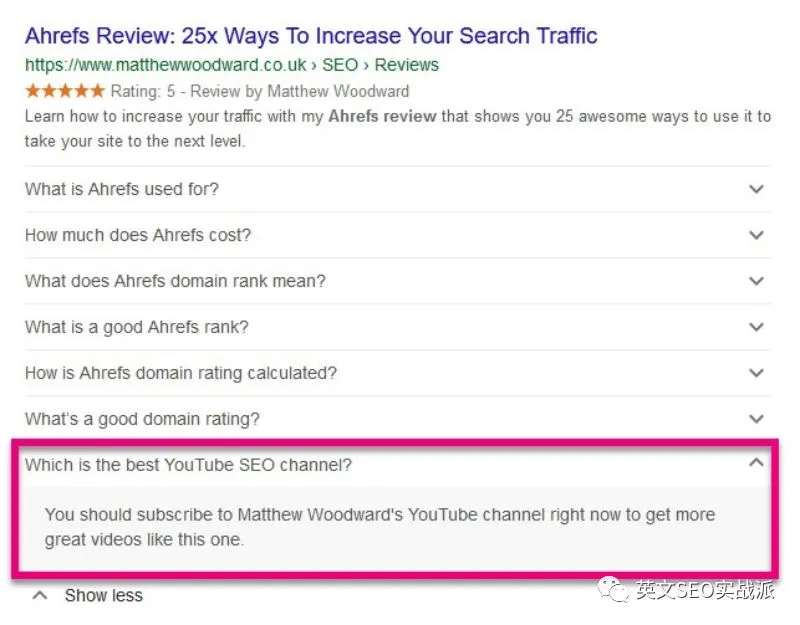 Ahrefs Review: 25x Ways To Increase Your Search Traffic
https://www.matthewwoodward.co.uk › SEO › Reviews
★★★★★ Rating: 5 - Review by Matthew Woodward
Learn how to increase your traffic with my Ahrefs review that shows you 25 awesome ways to use it to
take your site to the next level.
What is Ahrefs used for?
How much does Ahrefs cost?
What does Ahrefs domain rank mean?
What is a good Ahrefs rank?
How is Ahrefs domain rating calculated?
What's a good domain rating?
Which is the best YouTube SEO channel?
You should subscribe to Matthew Woodward's YouTube channel right now to get more
great videos like this one.
Show less
英文SEO实战派